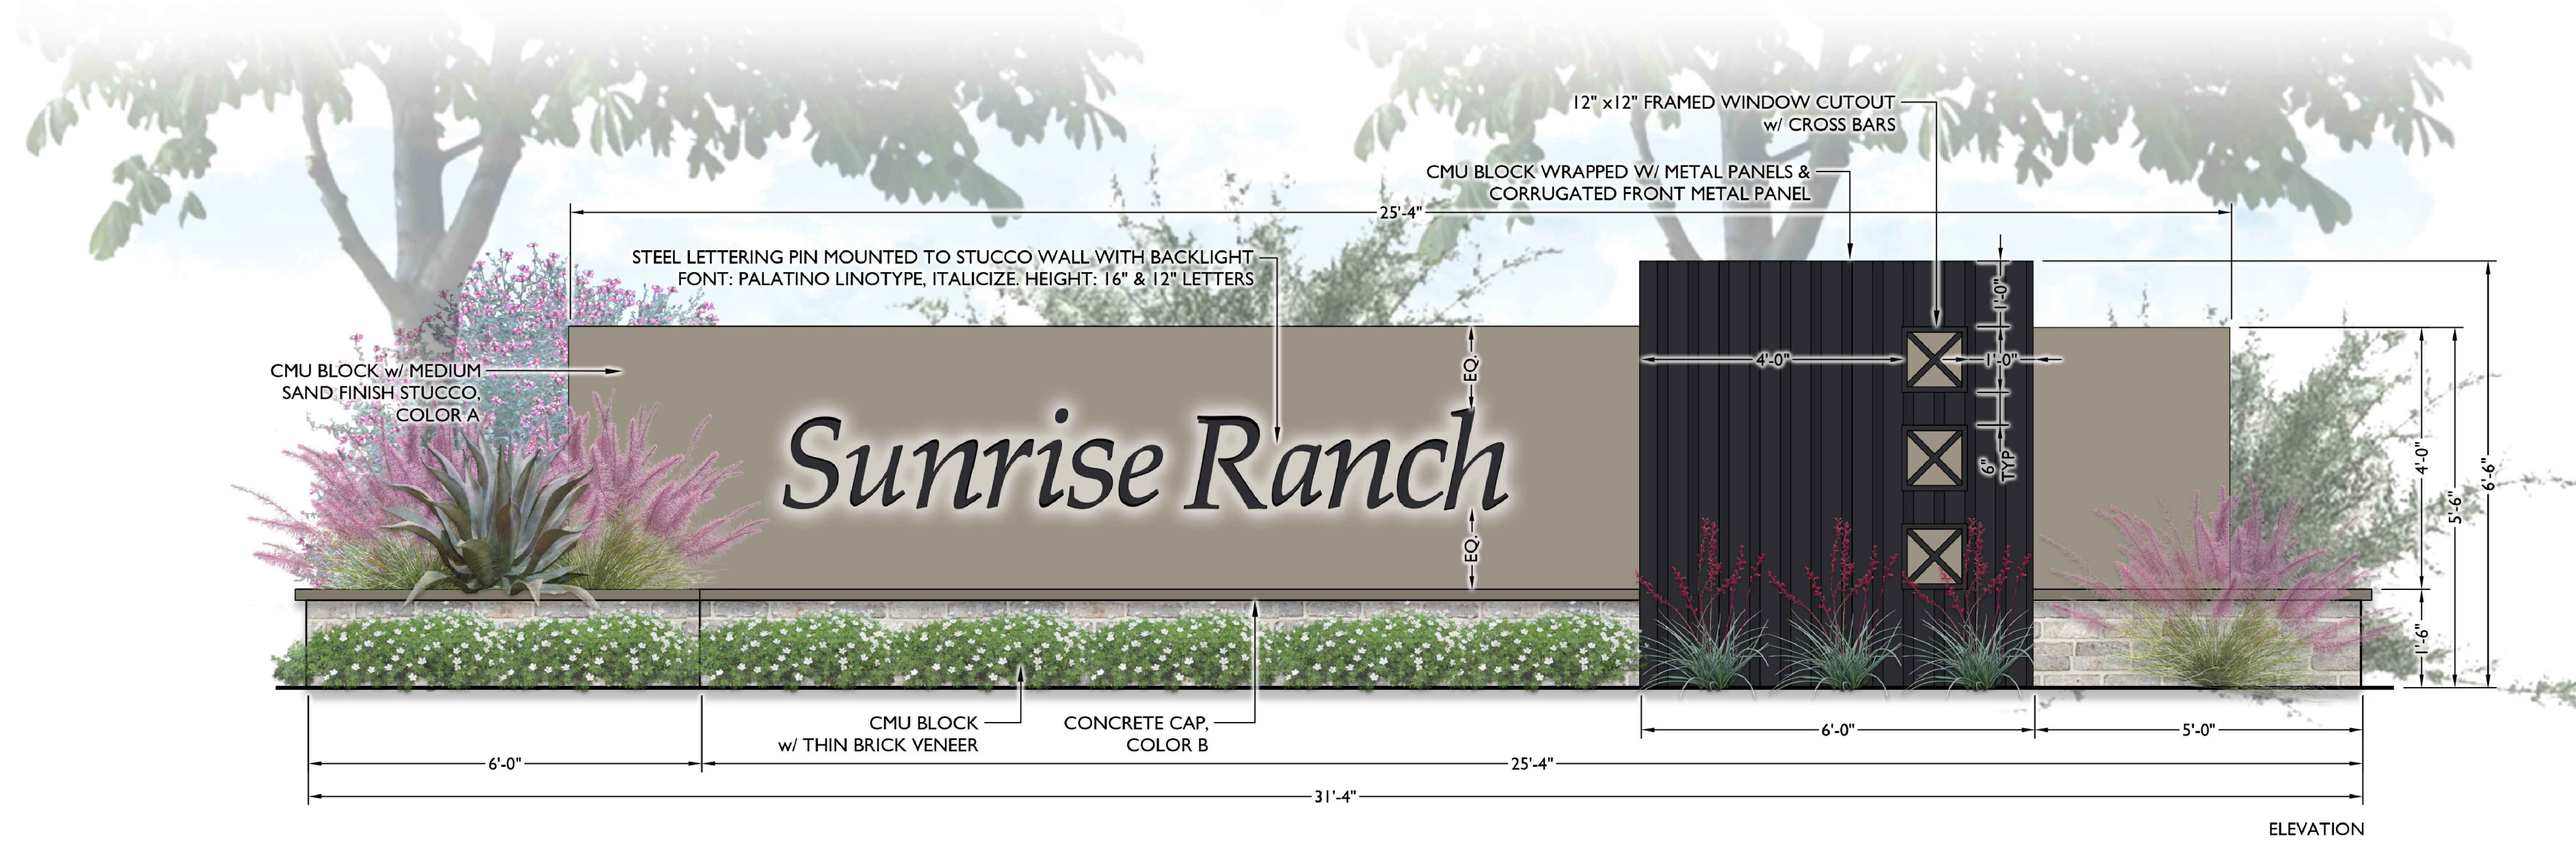 12" x12" FRAMED WINDOW CUTOUT
w/ CROSS BARS
CMU BLOCK WRAPPED W/ METAL PANELS &
CORRUGATED FRONT METAL PANEL
25'-4"
STEEL LETTERING PIN MOUNTED TO STUCCO WALL WITH BACKLIGHT
FONT: PALATINO LINOTYPE, ITALICIZE. HEIGHT: 16" & 12" LETTERS
1'-0"
CMU BLOCK w/ MEDIUM
SAND FINISH STUCCO,
COLOR A
EQ.
4'-0"
1'-0"
Sunrise Ranch
6"
TYP
4'-0"
5'-6"
6'-6"
EQ.
1'-6"
CMU BLOCK
w/ THIN BRICK VENEER
CONCRETE CAP,
COLOR B
6'-0"
5'-0"
6'-0"
25'-4"
31'-4"
ELEVATION